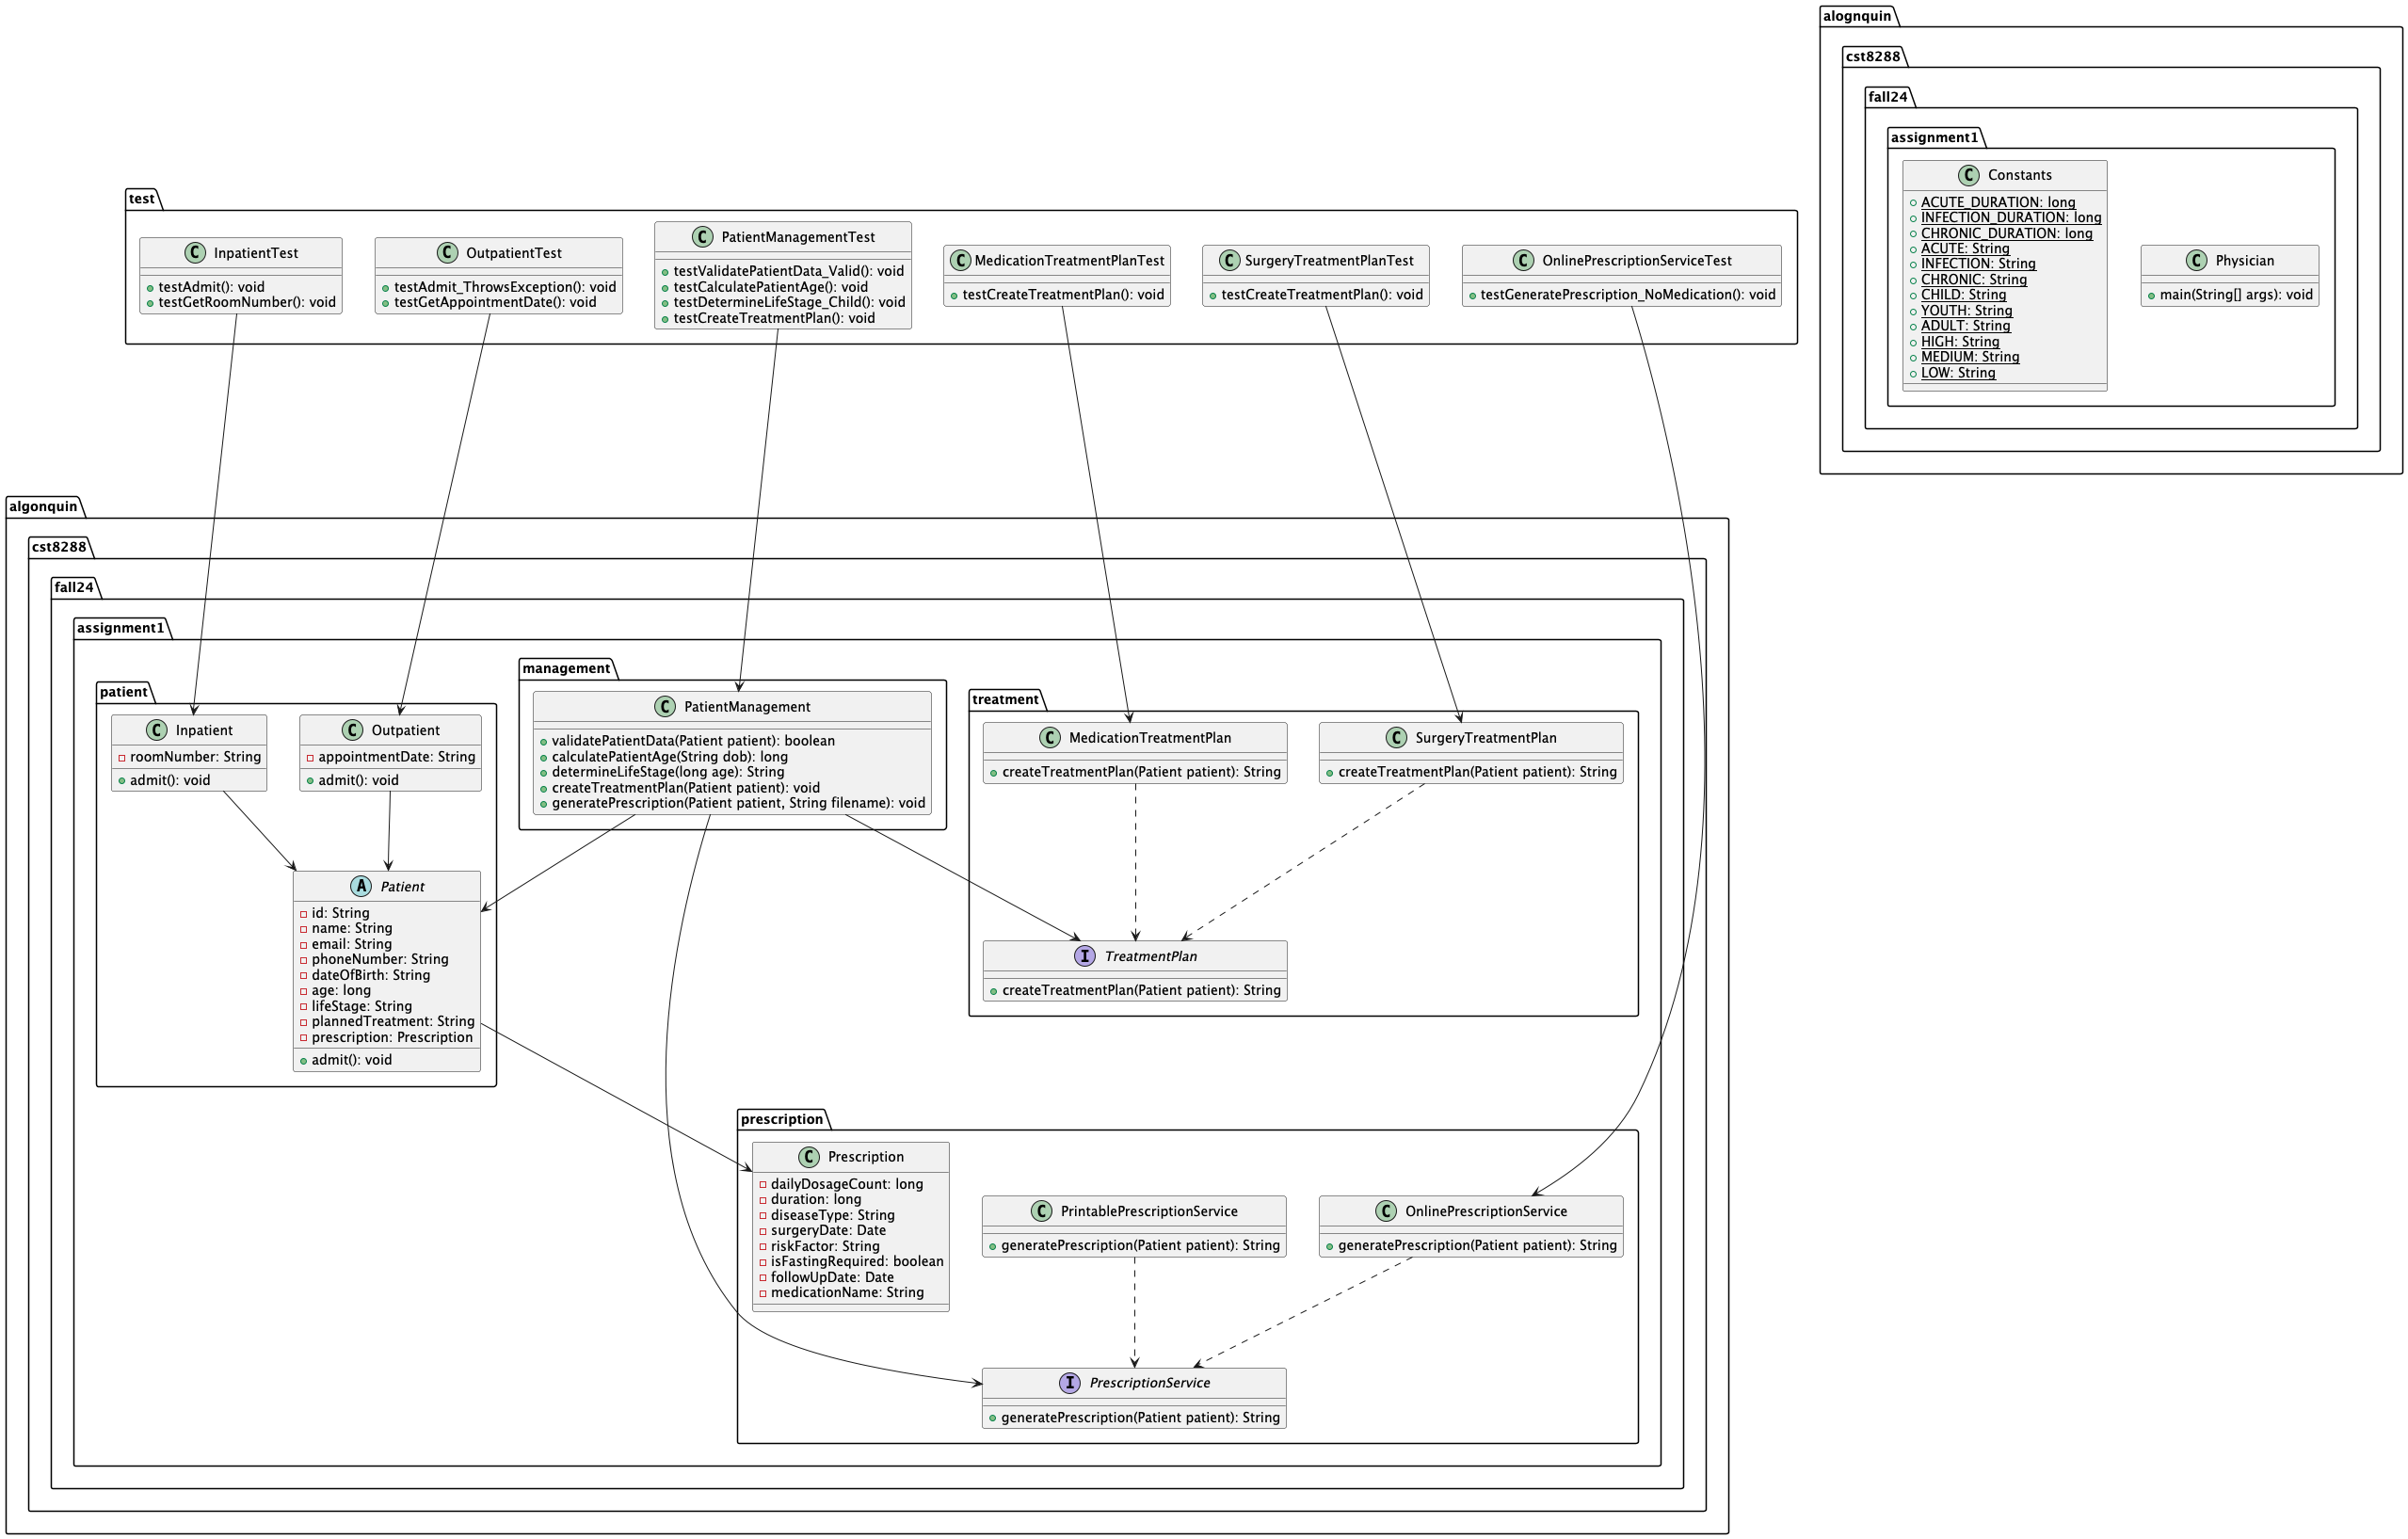 alognquin
cst8288
fall24
assignment1
C Constants
ACUTE_DURATION: long
INFECTION_DURATION: long
CHRONIC_DURATION: long
ACUTE: String
INFECTION: String
CHRONIC: String
CHILD: String
YOUTH: String
ADULT: String
HIGH: String
MEDIUM: String
LOW: String
C Physician
main(String[] args): void
test
C InpatientTest
testAdmit(): void
testGetRoomNumber(): void
C OutpatientTest
testAdmit_ThrowsException(): void
testGetAppointmentDate(): void
C PatientManagementTest
testValidatePatientData_Valid(): void
testCalculatePatientAge(): void
testDetermineLifeStage_Child(): void
testCreateTreatmentPlan(): void
C MedicationTreatmentPlanTest
testCreateTreatmentPlan(): void
C SurgeryTreatmentPlanTest
testCreateTreatmentPlan(): void
C OnlinePrescriptionServiceTest
testGeneratePrescription_NoMedication(): void
algonquin
cst8288
fall24
assignment1
patient
C Inpatient
roomNumber: String
admit(): void
C Outpatient
appointmentDate: String
admit(): void
A Patient
id: String
name: String
email: String
phoneNumber: String
dateOfBirth: String
age: long
lifeStage: String
plannedTreatment: String
prescription: Prescription
admit(): void
management
C PatientManagement
validatePatientData(Patient patient): boolean
calculatePatientAge(String dob): long
determineLifeStage(long age): String
createTreatmentPlan(Patient patient): void
generatePrescription(Patient patient, String filename): void
treatment
C MedicationTreatmentPlan
createTreatmentPlan(Patient patient): String
C SurgeryTreatmentPlan
createTreatmentPlan(Patient patient): String
I TreatmentPlan
createTreatmentPlan(Patient patient): String
prescription
C Prescription
dailyDosageCount: long
duration: long
diseaseType: String
surgeryDate: Date
riskFactor: String
isFastingRequired: boolean
followUpDate: Date
medicationName: String
C PrintablePrescriptionService
generatePrescription(Patient patient): String
C OnlinePrescriptionService
generatePrescription(Patient patient): String
I PrescriptionService
generatePrescription(Patient patient): String